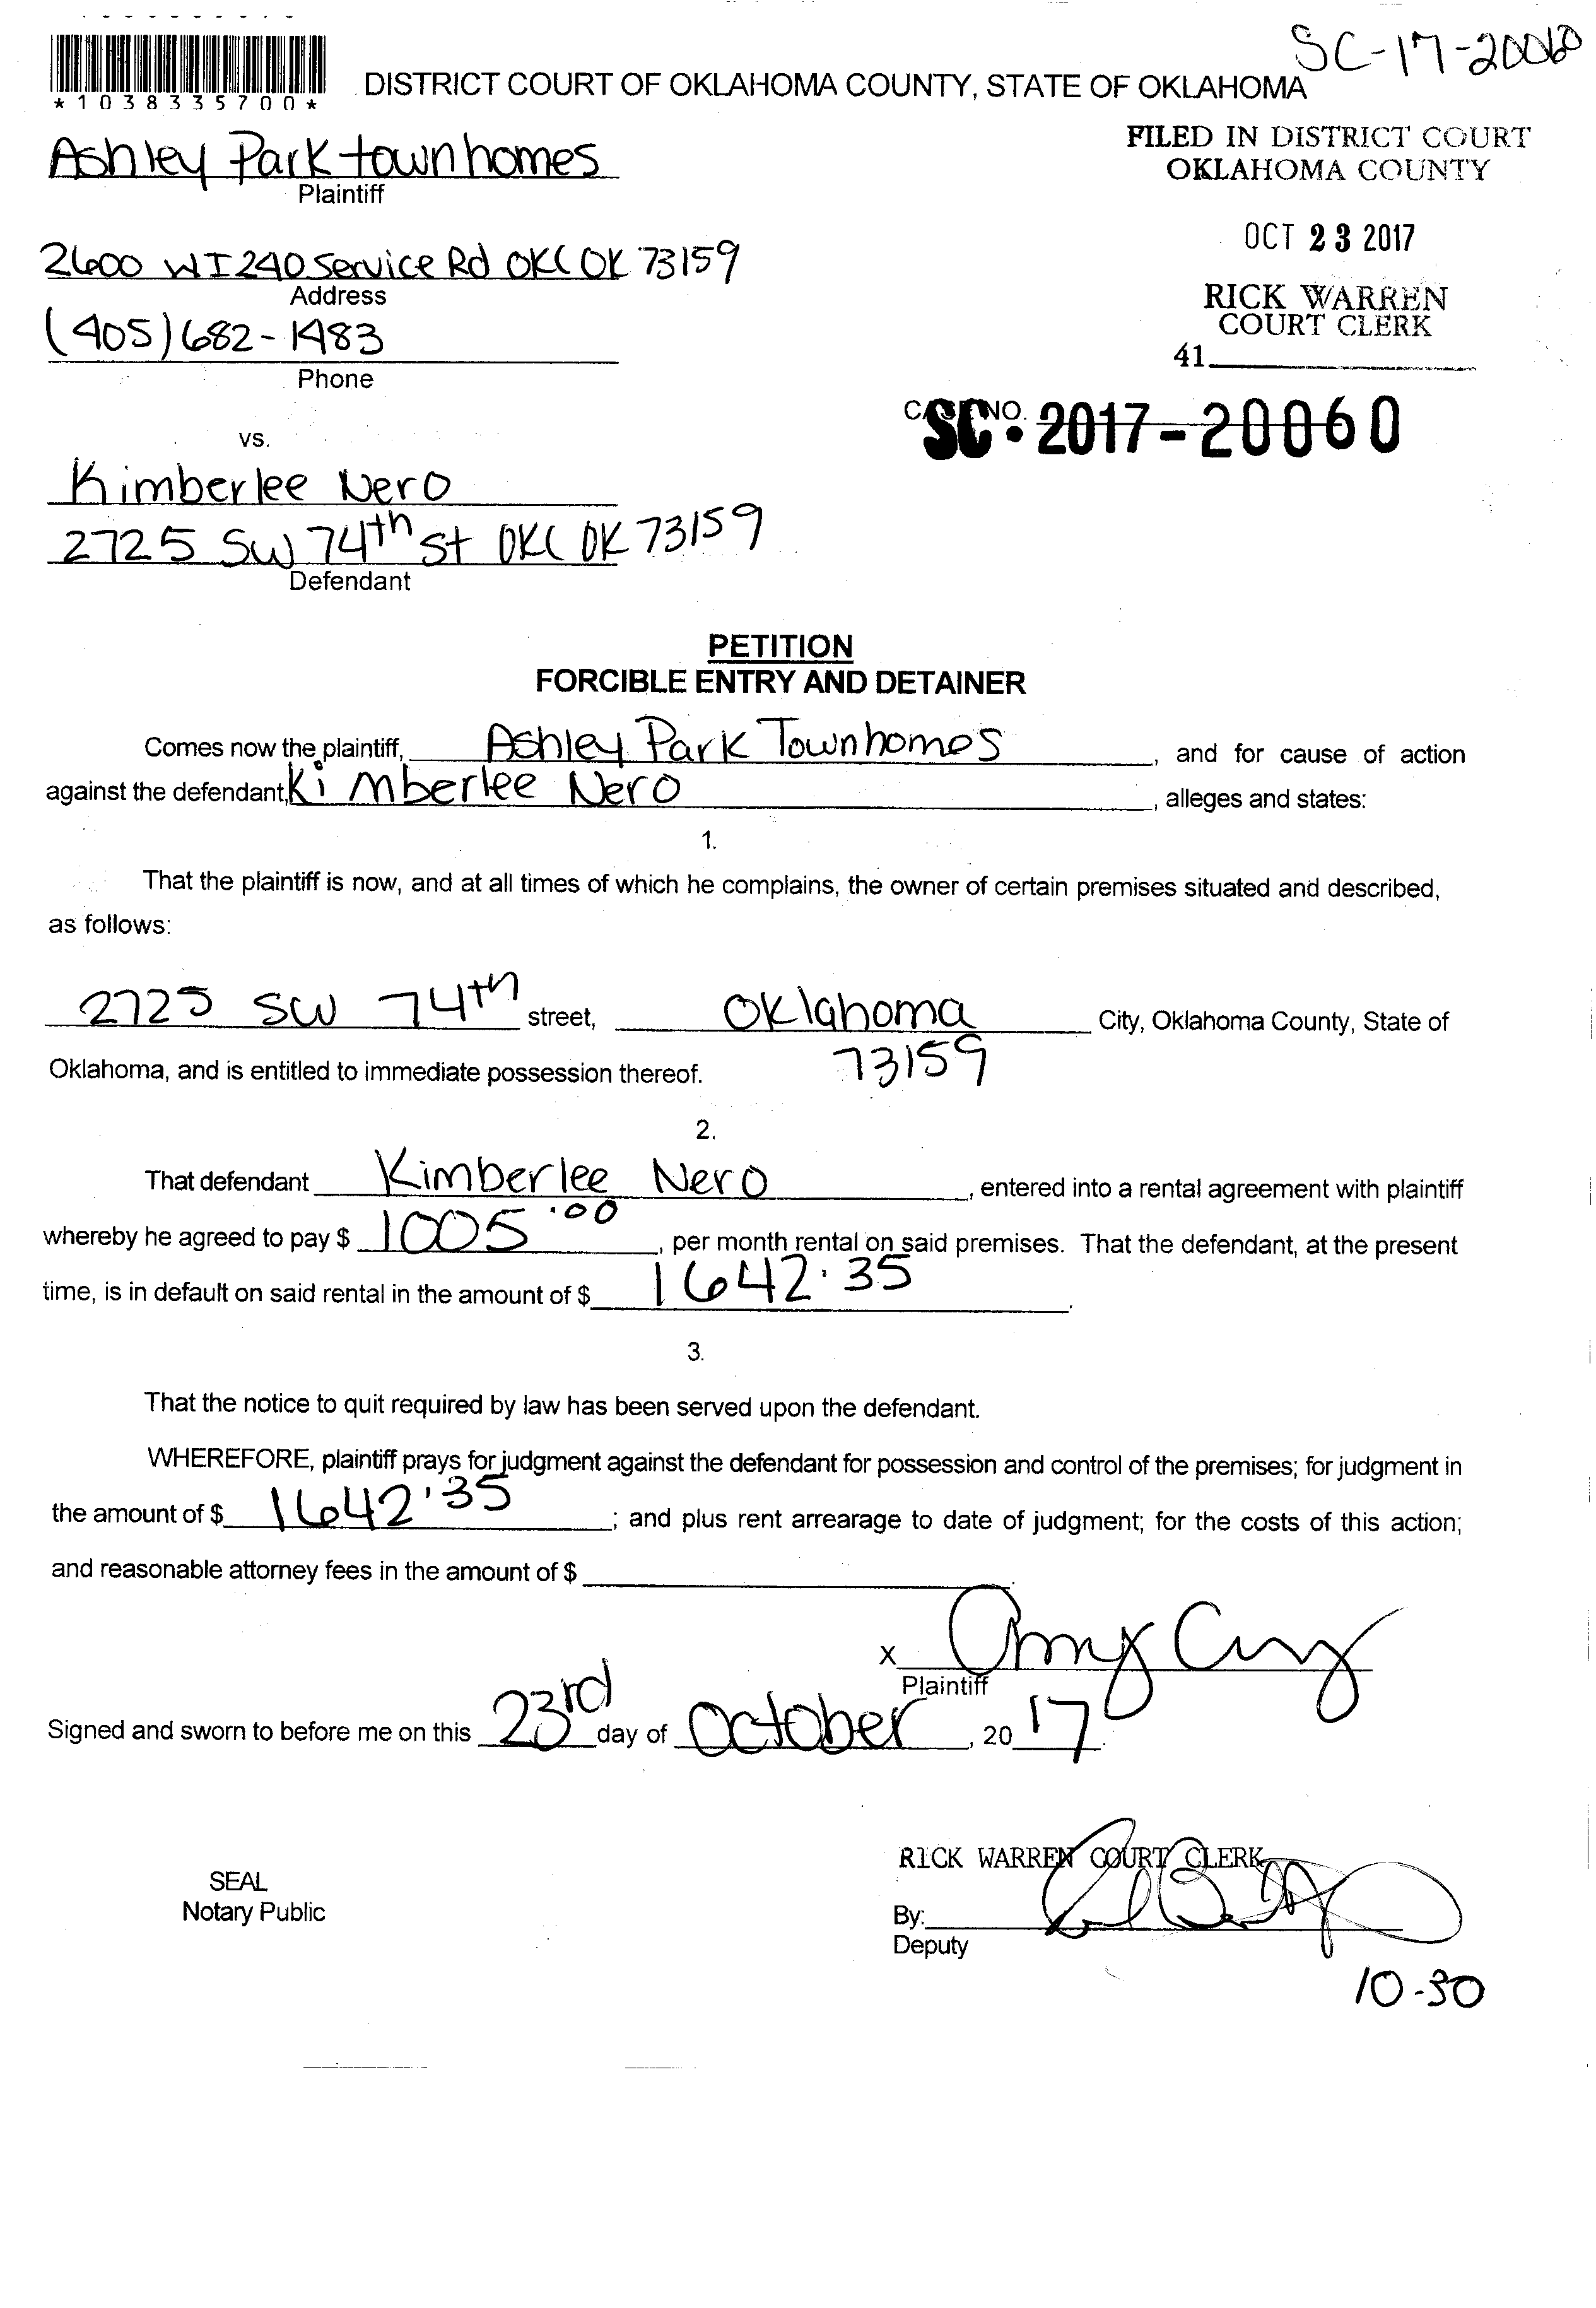 SC-17-20060
*1038335700*
DISTRICT COURT OF OKLAHOMA COUNTY, STATE OF OKLAHOMA
FILED IN DISTRICT COURT
OKLAHOMA COUNTY
Ashley Park townhomes
Plaintiff
OCT 23 2017
2600 W I 240 Service Rd OKC OK 73159
Address
RICK WARREN
COURT CLERK
(405) 682-1483
41
Phone
CASE NO.
SC • 2017-20060
vs.
Kimberlee Nero
2725 SW 74th St OKC OK 73159
Defendant
PETITION
FORCIBLE ENTRY AND DETAINER
Comes now the plaintiff, Ashley Park Townhomes, and for cause of action
against the defendant, Kimberlee Nero, alleges and states:
1.
That the plaintiff is now, and at all times of which he complains, the owner of certain premises situated and described,
as follows:
2725 SW 74th street, Oklahoma City, Oklahoma County, State of
Oklahoma, and is entitled to immediate possession thereof. 73159
2.
That defendant Kimberlee Nero, entered into a rental agreement with plaintiff
whereby he agreed to pay $ 1005.00, per month rental on said premises. That the defendant, at the present
time, is in default on said rental in the amount of $ 1642.35.
3.
That the notice to quit required by law has been served upon the defendant.
WHEREFORE, plaintiff prays for judgment against the defendant for possession and control of the premises; for judgment in
the amount of $ 1642.35; and plus rent arrearage to date of judgment; for the costs of this action;
and reasonable attorney fees in the amount of $ .
X Amy
Plaintiff
Signed and sworn to before me on this 23rd day of October, 2017.
RICK WARREN COURT CLERK
SEAL
Notary Public
By:
Deputy
10-30